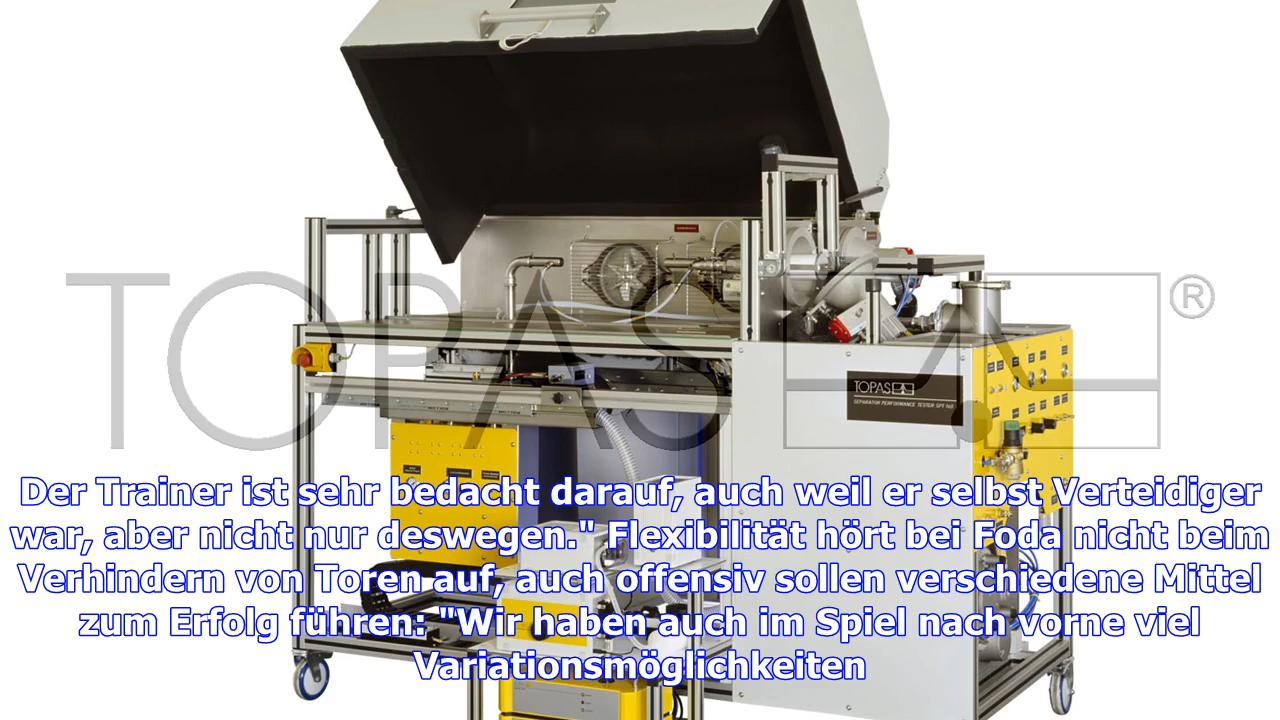 TOPAS ®
TOPAS
SEPARATOR PERFORMANCE TESTER SPT 140
Der Trainer ist sehr bedacht darauf, auch weil er selbst Verteidiger
war, aber nicht nur deswegen." Flexibilität hört bei Foda nicht beim
Verhindern von Toren auf, auch offensiv sollen verschiedene Mittel
zum Erfolg führen: "Wir haben auch im Spiel nach vorne viel
Variationsmöglichkeiten